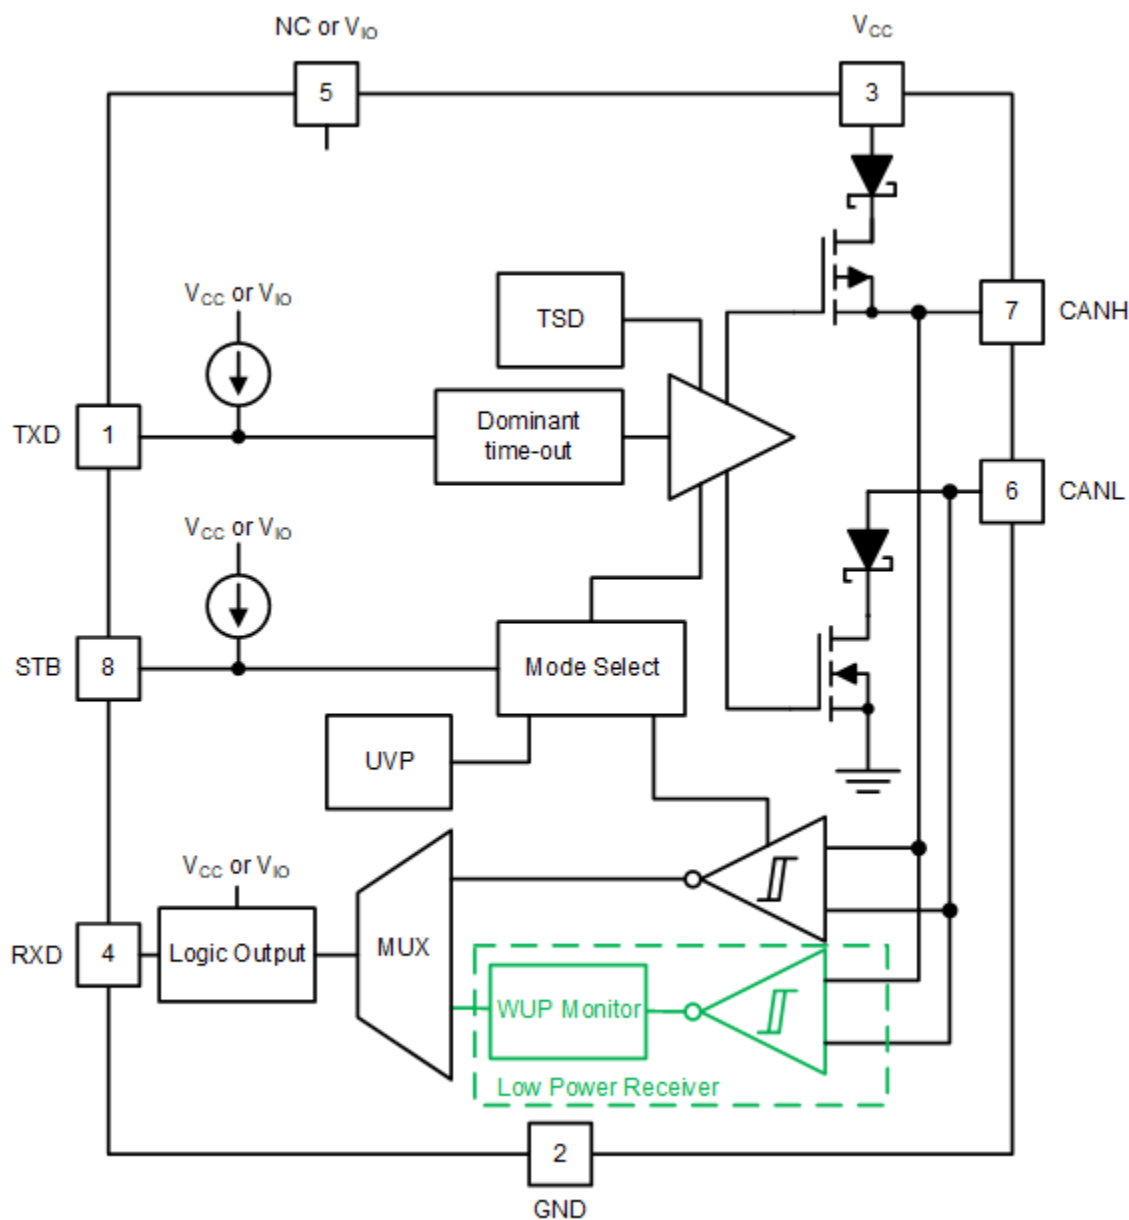 NC or VIO
VCC
5
3
VCC or VIO
TSD
7
CANH
TXD
1
Dominant
time-out
6
CANL
VCC or VIO
STB
8
Mode Select
UVP
VCC or VIO
RXD
4
Logic Output
MUX
WUP Monitor
Low Power Receiver
2
GND